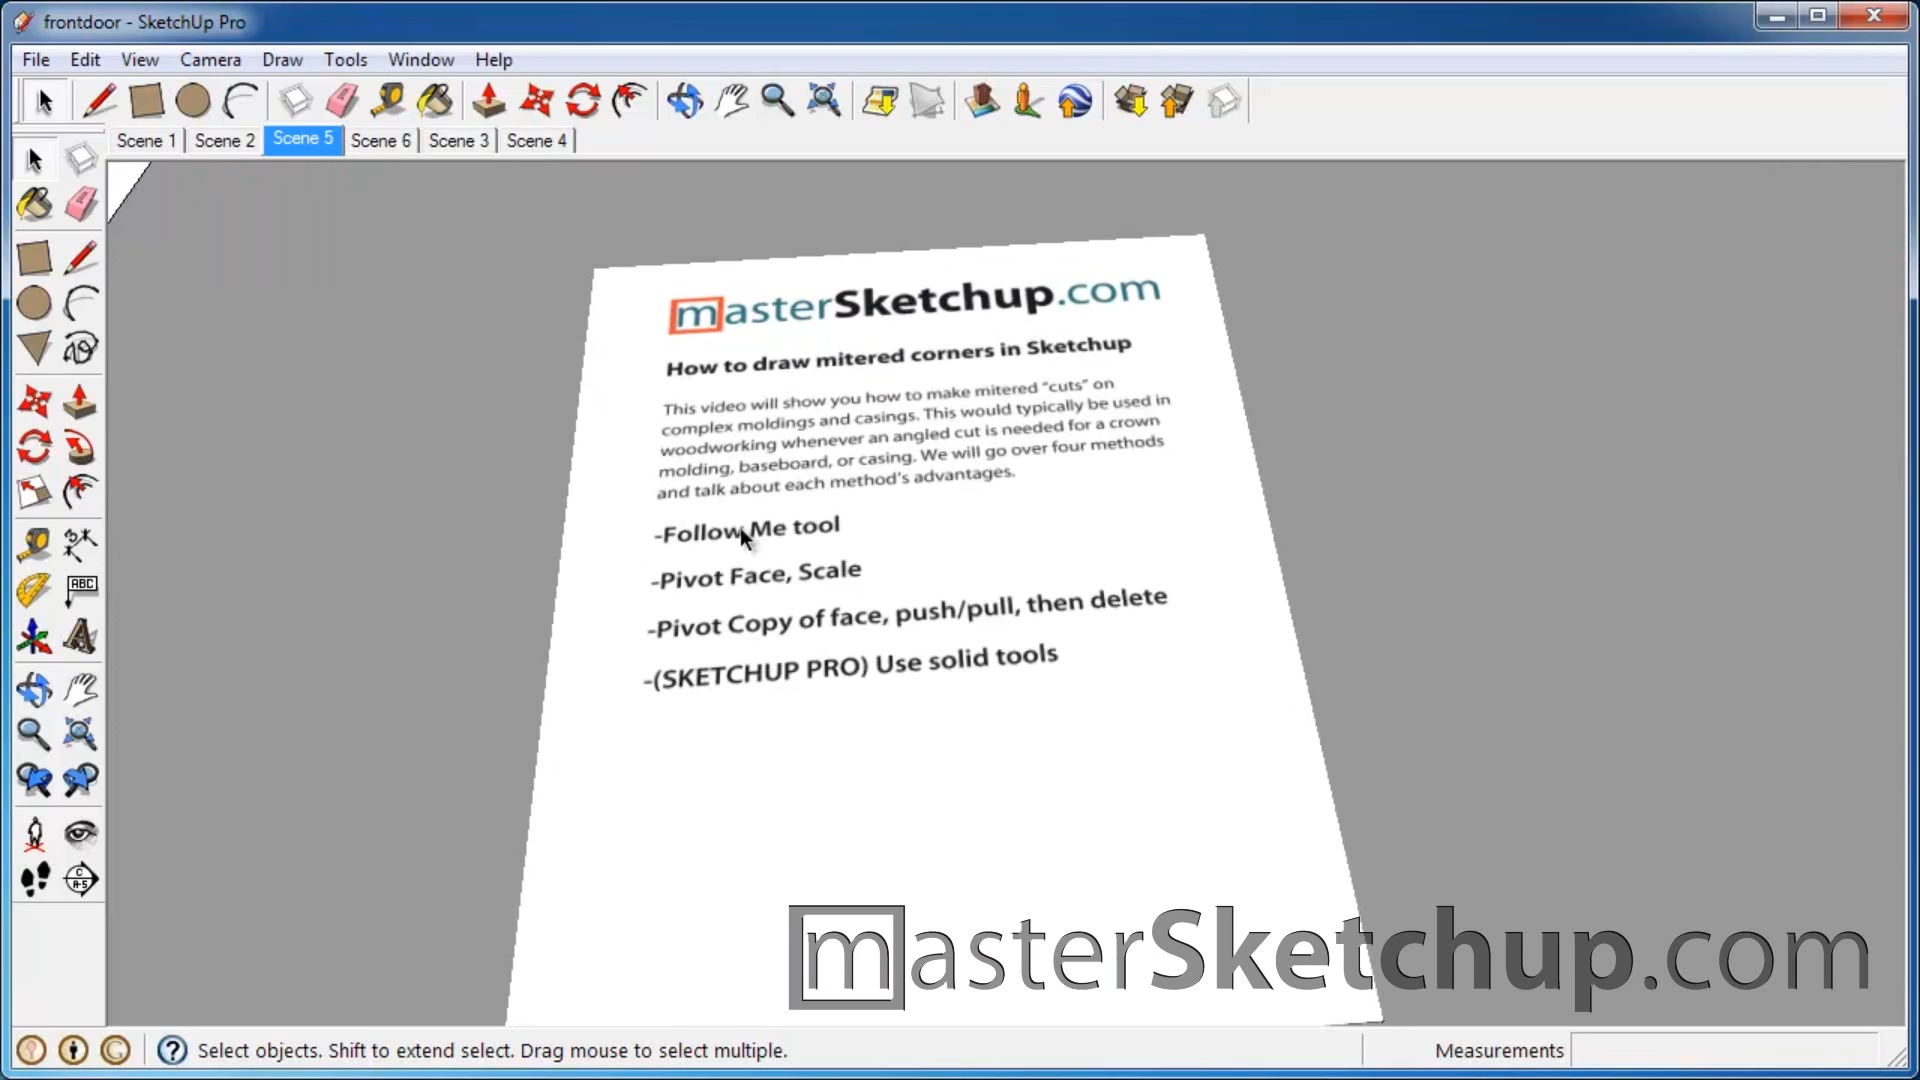 frontdoor - SketchUp Pro
File Edit View Camera Draw Tools Window Help
Scene 1 Scene 2 Scene 5 Scene 6 Scene 3 Scene 4
masterSketchup.com
How to draw mitered corners in Sketchup
This video will show you how to make mitered “cuts” on
complex moldings and casings. This would typically be used in
woodworking whenever an angled cut is needed for a crown
molding, baseboard, or casing. We will go over four methods
and talk about each method's advantages.
-Follow Me tool
-Pivot Face, Scale
-Pivot Copy of face, push/pull, then delete
-(SKETCHUP PRO) Use solid tools
ABC
C
A-5
masterSketchup.com
Select objects. Shift to extend select. Drag mouse to select multiple.
Measurements